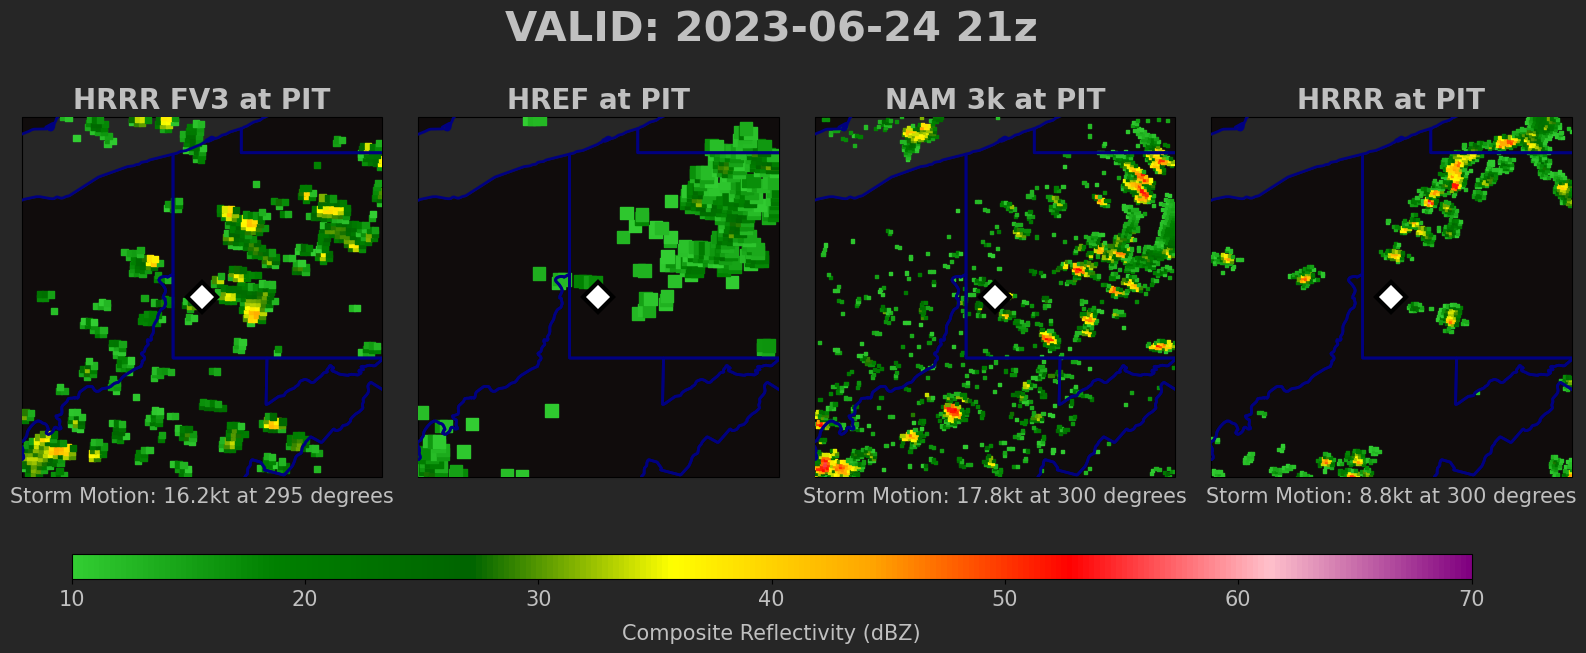 VALID: 2023-06-24 21z
HRRR FV3 at PIT
HREF at PIT
NAM 3k at PIT
HRRR at PIT
Storm Motion: 16.2kt at 295 degrees
Storm Motion: 17.8kt at 300 degrees
Storm Motion: 8.8kt at 300 degrees
10 20 30 40 50 60 70
Composite Reflectivity (dBZ)